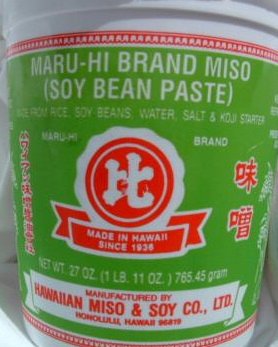 MARU-HI BRAND MISO
(SOY BEAN PASTE)
MADE FROM RICE, SOY BEANS, WATER, SALT & KOJI STARTER
MARU-HI
BRAND
比
味噌
MADE IN HAWAII
SINCE 1936
NET WT. 27 OZ. (1 LB. 11 OZ.) 765.45 gram
MANUFACTURED BY
HAWAIIAN MISO & SOY CO., LTD.
HONOLULU, HAWAII 96819